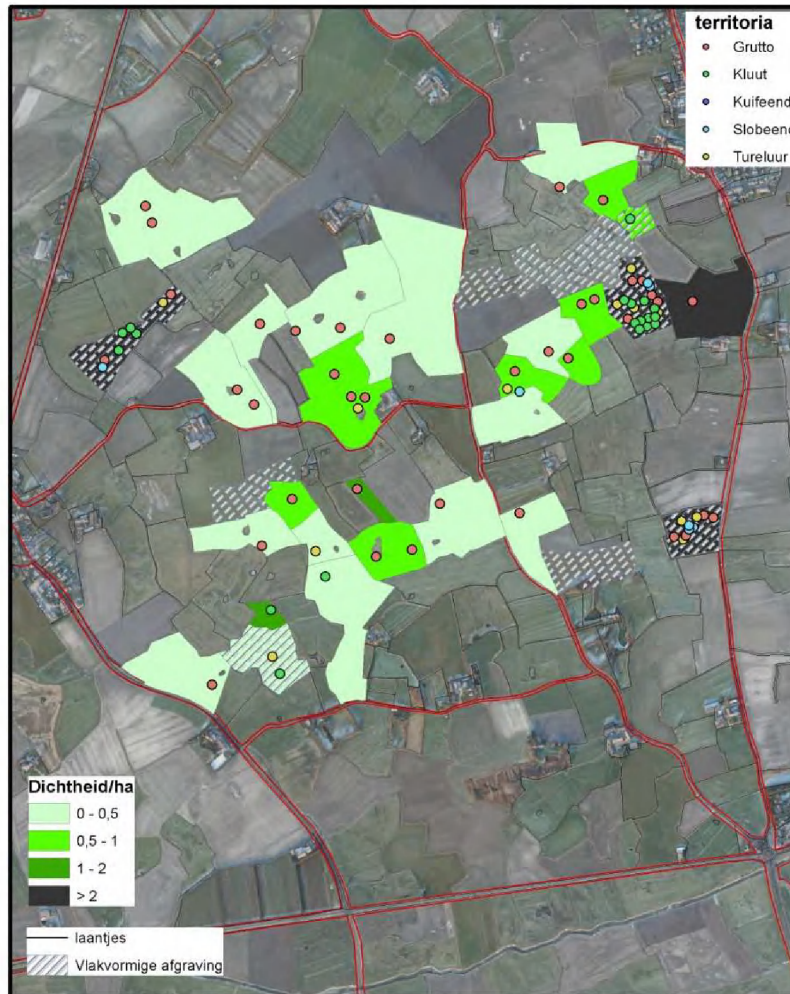 territoria
Grutto
Kluut
Kuifeend
Slobeend
Tureluur
Dichtheid/ha
0 - 0,5
0,5 - 1
1 - 2
> 2
laantjes
Vlakvormige afgraving